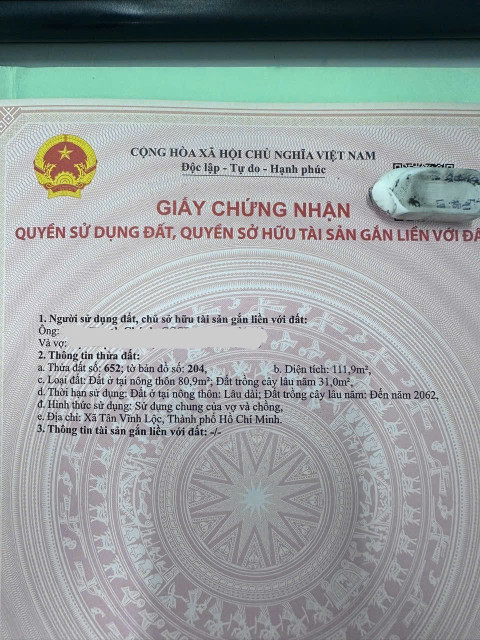 CỘNG HÒA XÃ HỘI CHỦ NGHĨA VIỆT NAM
Độc lập - Tự do - Hạnh phúc
GIẤY CHỨNG NHẬN
QUYỀN SỬ DỤNG ĐẤT, QUYỀN SỞ HỮU TÀI SẢN GẮN LIỀN VỚI
1. Người sử dụng đất, chủ sở hữu tài sản gắn liền với đất:
Ông:
Và vợ:
2. Thông tin thửa đất:
a. Thửa đất số: 652; tờ bản đồ số: 204, b. Diện tích: 111,9m²,
c. Loại đất: Đất ở tại nông thôn 80,9m²; Đất trồng cây lâu năm 31,0m²,
d. Thời hạn sử dụng: Đất ở tại nông thôn: Lâu dài; Đất trồng cây lâu năm: Đến năm 2062,
đ. Hình thức sử dụng: Sử dụng chung của vợ và chồng,
e. Địa chỉ: Xã Tân Vĩnh Lộc, Thành phố Hồ Chí Minh.
3. Thông tin tài sản gắn liền với đất: -/-